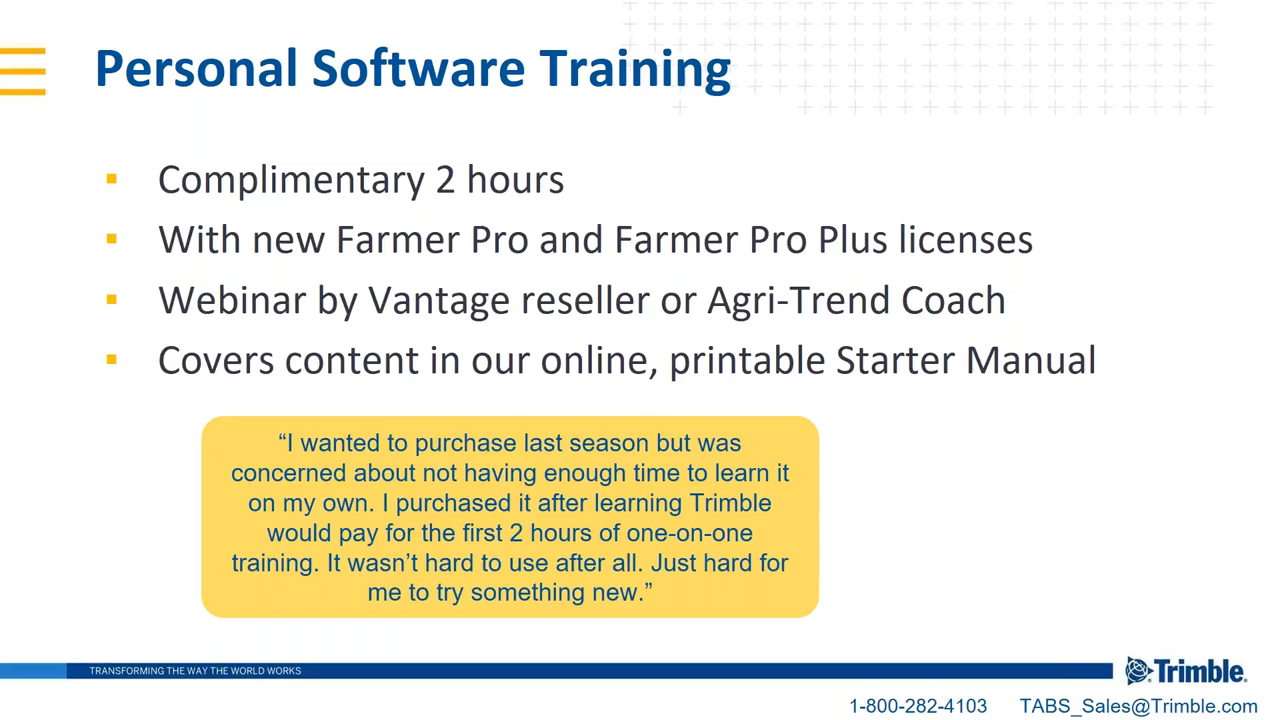 Personal Software Training
▪ Complimentary 2 hours
▪ With new Farmer Pro and Farmer Pro Plus licenses
▪ Webinar by Vantage reseller or Agri-Trend Coach
▪ Covers content in our online, printable Starter Manual
“I wanted to purchase last season but was
concerned about not having enough time to learn it
on my own. I purchased it after learning Trimble
would pay for the first 2 hours of one-on-one
training. It wasn’t hard to use after all. Just hard for
me to try something new.”
TRANSFORMING THE WAY THE WORLD WORKS
Trimble.
1-800-282-4103 TABS_Sales@Trimble.com